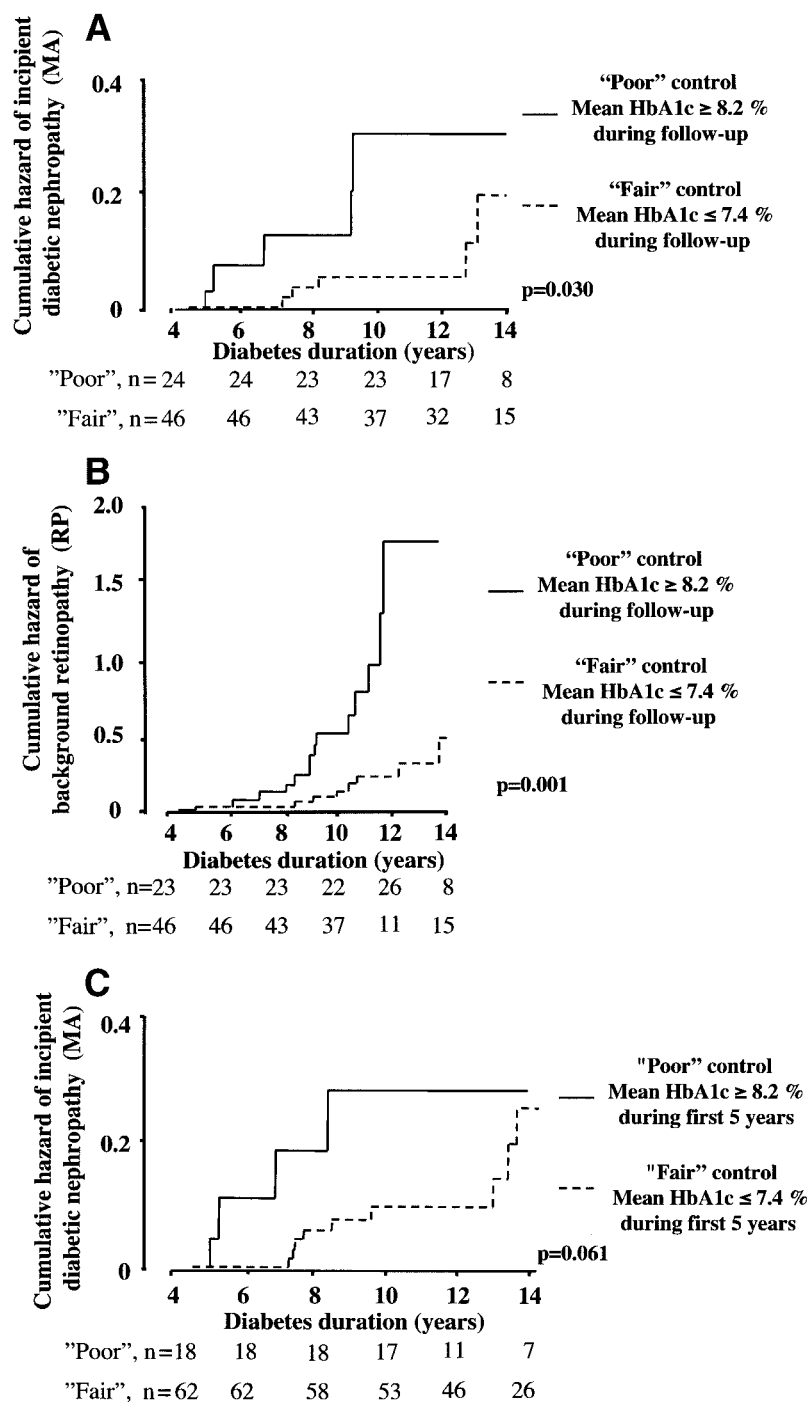 A
Cumulative hazard of incipient
diabetic nephropathy (MA)
0.4
0.2
0
4 6 8 10 12 14
Diabetes duration (years)
“Poor” control
Mean HbA1c ≥ 8.2 %
during follow-up
“Fair” control
Mean HbA1c ≤ 7.4 %
during follow-up
p=0.030
”Poor”, n= 24 24 23 23 17 8
”Fair”, n= 46 46 43 37 32 15
B
Cumulative hazard of
background retinopathy (RP)
2.0
1.5
1.0
0.5
0
4 6 8 10 12 14
Diabetes duration (years)
“Poor” control
Mean HbA1c ≥ 8.2 %
during follow-up
“Fair” control
Mean HbA1c ≤ 7.4 %
during follow-up
p=0.001
”Poor”, n=23 23 23 22 26 8
”Fair”, n=46 46 43 37 11 15
C
Cumulative hazard of incipient
diabetic nephropathy (MA)
0.4
0.2
0
4 6 8 10 12 14
Diabetes duration (years)
"Poor” control
Mean HbA1c ≥ 8.2 %
during first 5 years
"Fair” control
Mean HbA1c ≤ 7.4 %
during first 5 years
p=0.061
”Poor”, n=18 18 18 17 11 7
”Fair”, n=62 62 58 53 46 26